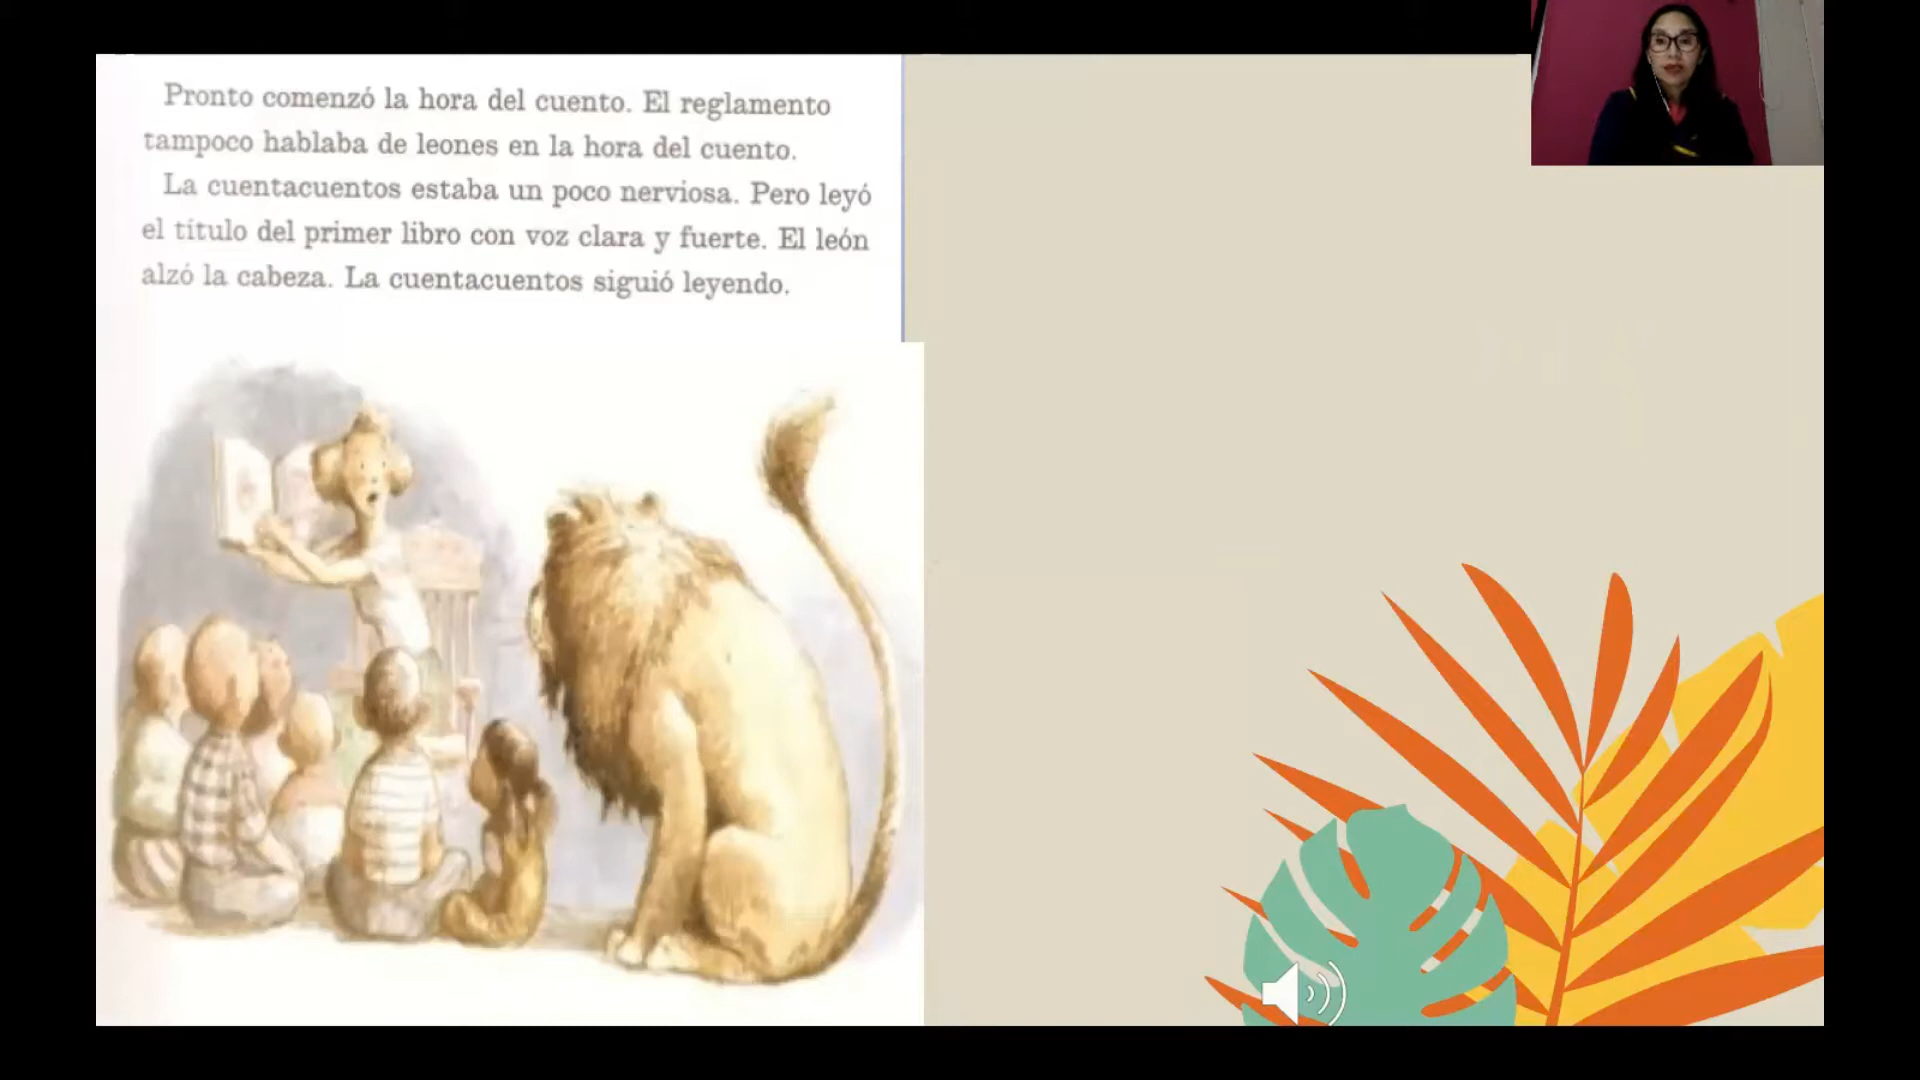 Pronto comenzó la hora del cuento. El reglamento
tampoco hablaba de leones en la hora del cuento.
La cuentacuentos estaba un poco nerviosa. Pero leyó
el título del primer libro con voz clara y fuerte. El león
alzó la cabeza. La cuentacuentos siguió leyendo.